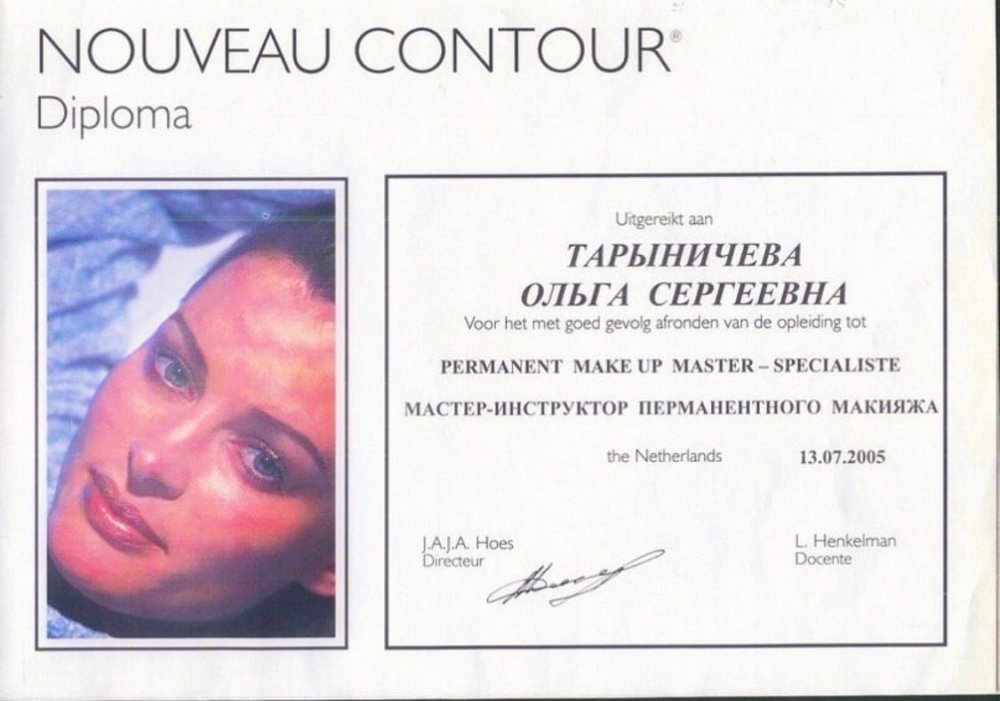 NOUVEAU CONTOUR®
Diploma
Uitgereikt aan
ТАРЫНИЧЕВА
ОЛЬГА СЕРГЕЕВНА
Voor het met goed gevolg afronden van de opleiding tot
PERMANENT MAKE UP MASTER – SPECIALISTE
МАСТЕР-ИНСТРУКТОР ПЕРМАНЕНТНОГО МАКИЯЖА
the Netherlands 13.07.2005
J.A.J.A. Hoes
Directeur
L. Henkelman
Docente